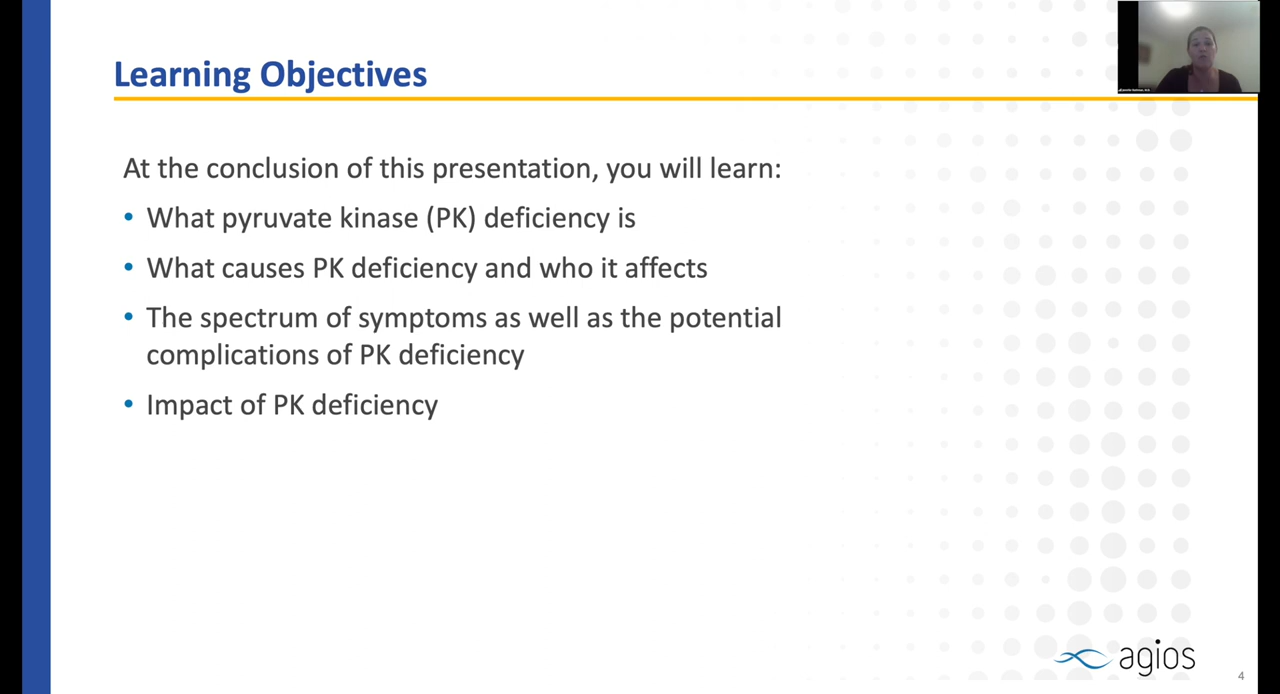 Learning Objectives
At the conclusion of this presentation, you will learn:
• What pyruvate kinase (PK) deficiency is
• What causes PK deficiency and who it affects
• The spectrum of symptoms as well as the potential
complications of PK deficiency
• Impact of PK deficiency
agios
4